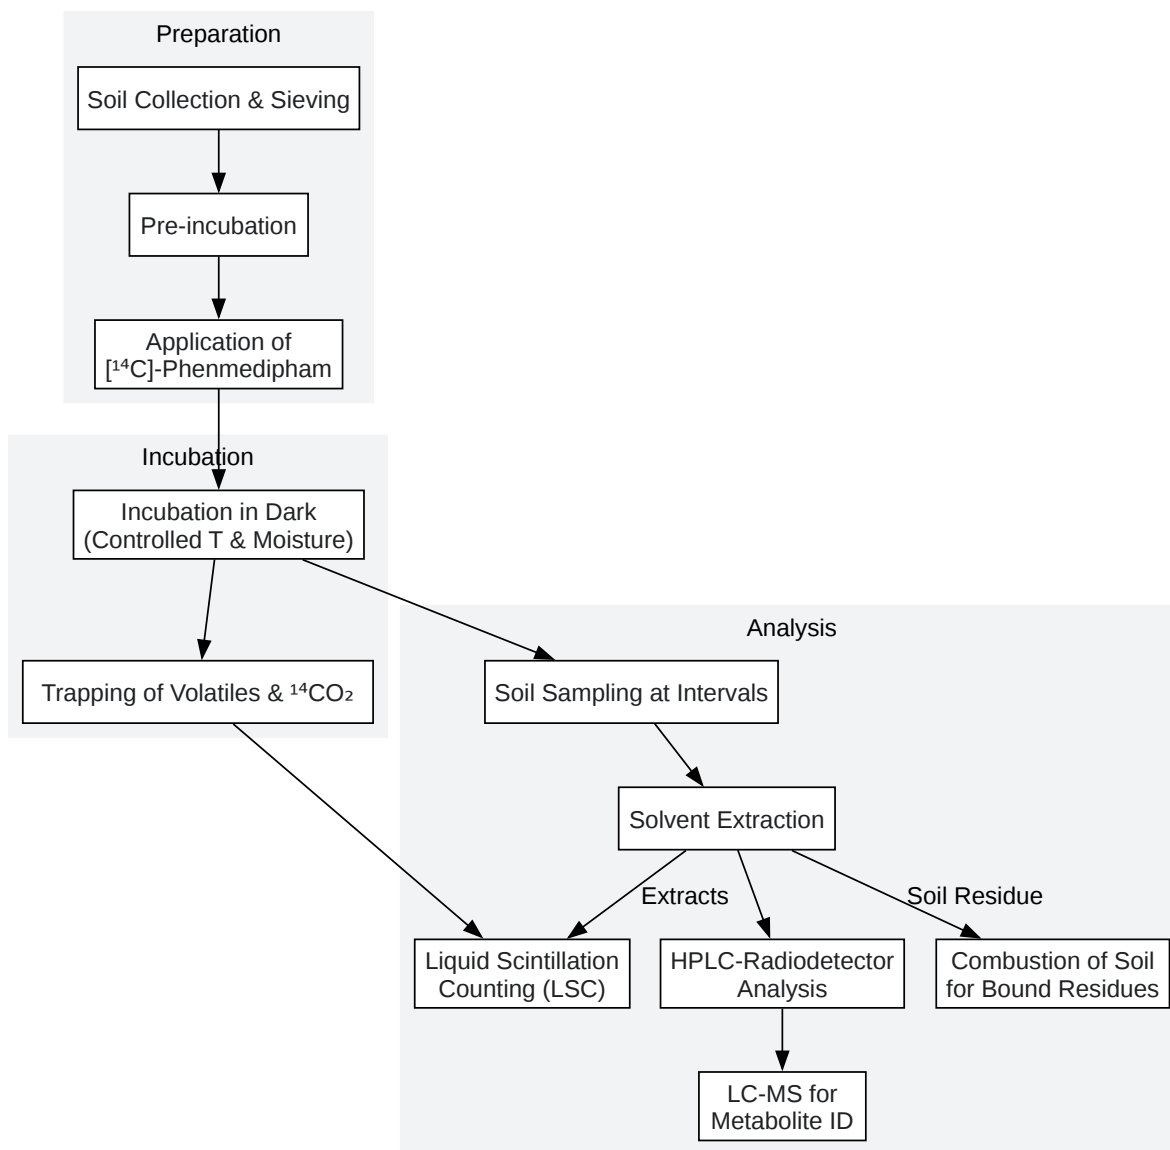 Preparation
Soil Collection & Sieving
Pre-incubation
Application of
[¹⁴C]-Phenmedipham
Incubation
Incubation in Dark
(Controlled T & Moisture)
Trapping of Volatiles & ¹⁴CO₂
Analysis
Soil Sampling at Intervals
Solvent Extraction
Extracts
Soil Residue
Liquid Scintillation
Counting (LSC)
HPLC-Radiodetector
Analysis
Combustion of Soil
for Bound Residues
LC-MS for
Metabolite ID